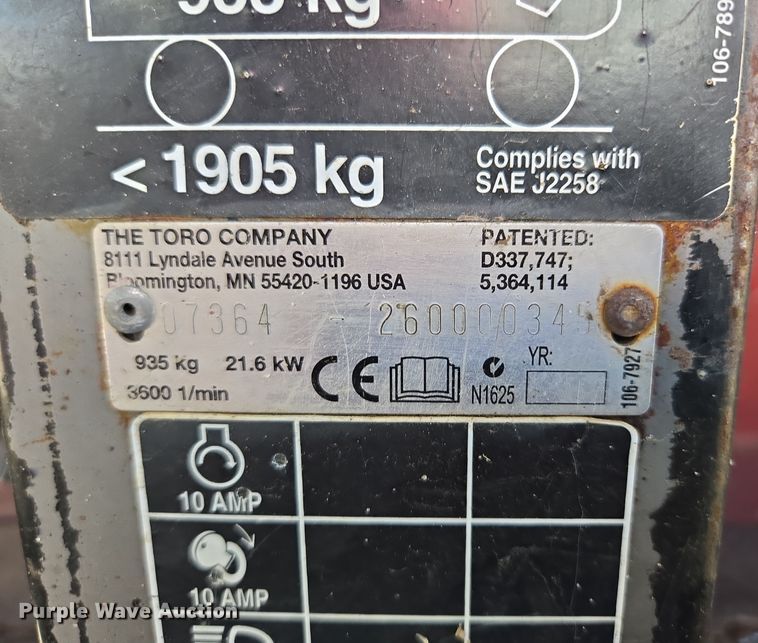 kg
106-789
< 1905 kg
Complies with
SAE J2258
THE TORO COMPANY
8111 Lyndale Avenue South
Bloomington, MN 55420-1196 USA
PATENTED:
D337,747;
5,364,114
07364 - 260000345
935 kg 21.6 kW
3600 1/min
CE
N1625
YR:
106-7927
10 AMP
10 AMP
Purple Wave Auction